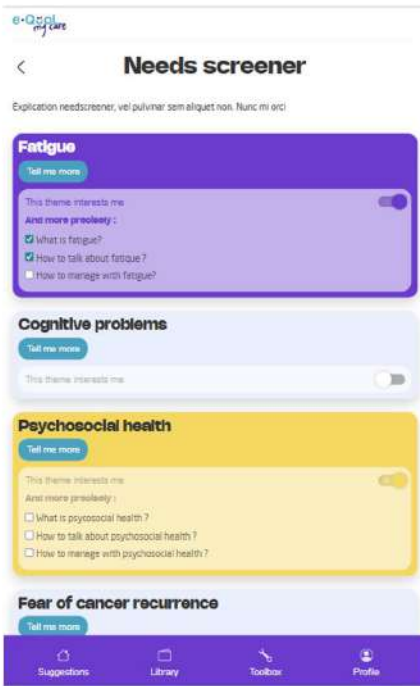 e-QuoL
my care
Needs screener
Explication needscreener, vel pulvinar sem aliquet non. Nunc mi orci
Fatigue
Tell me more
This theme interests me
And more precisely :
What is fatigue?
How to talk about fatique ?
How to manage with fatigue?
Cognitive problems
Tell me more
This theme interests me
Psychosocial health
Tell me more
This theme interests me
And more precisely :
What is psycosocial health ?
How to talk about psychosocial health ?
How to manage with psychosocial health ?
Fear of cancer recurrence
Tell me more
Suggestions
Library
Toolbox
Profile